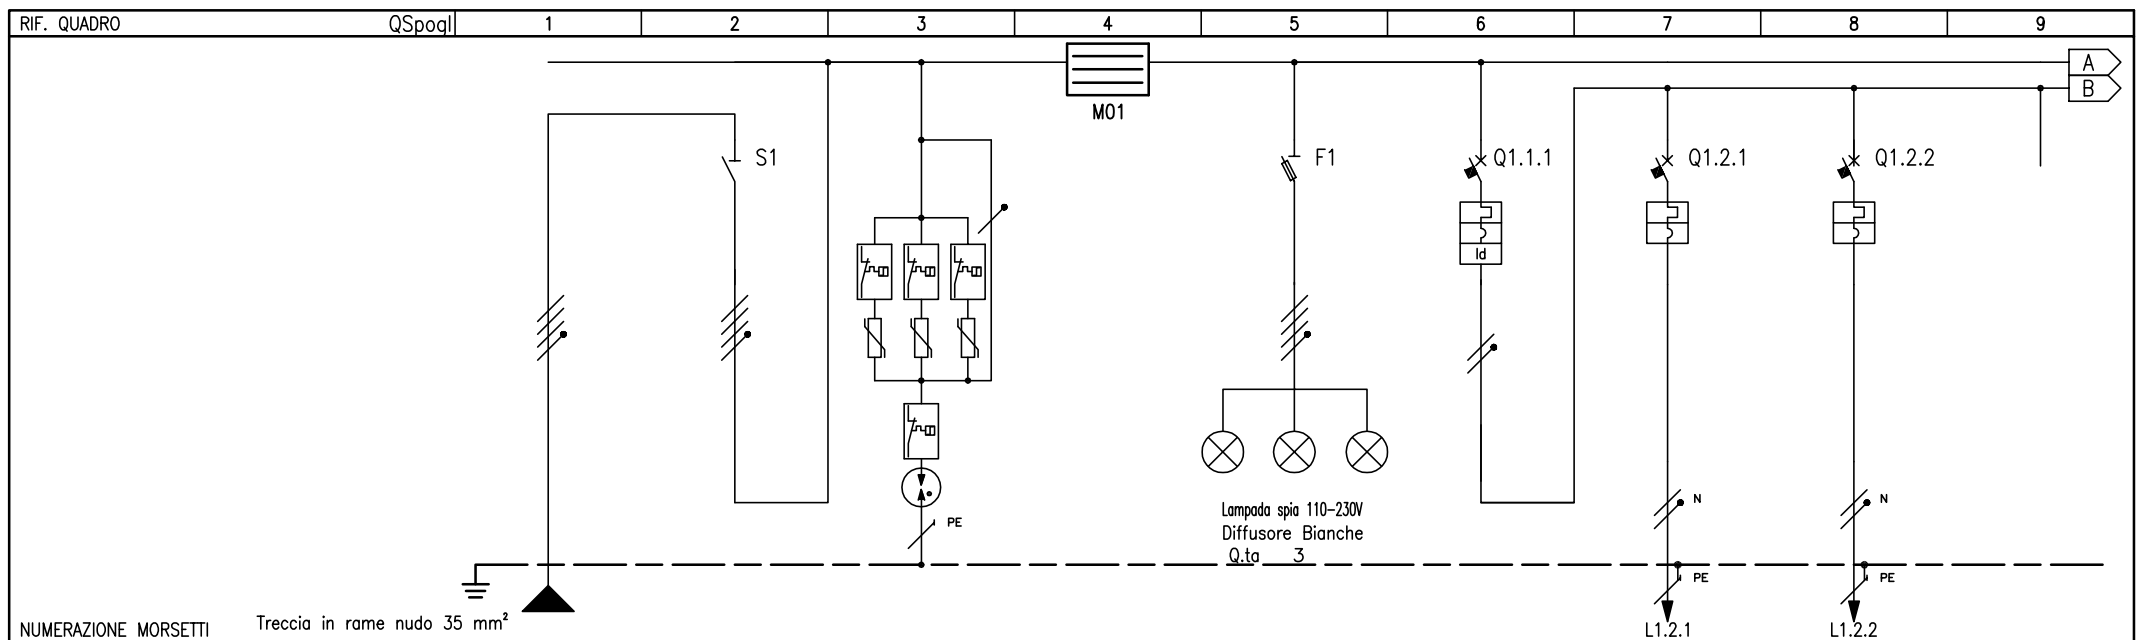 RIF. QUADRO QSpogl 1 2 3 4 5 6 7 8 9
A
B
M01
S1 F1 Q1.1.1 Q1.2.1 Q1.2.2
Id
N N
Lampada spia 110-230V
PE Diffusore Bianche
Q.ta 3
PE PE
Treccia in rame nudo 35 mm²
NUMERAZIONE MORSETTI L1.2.1 L1.2.2